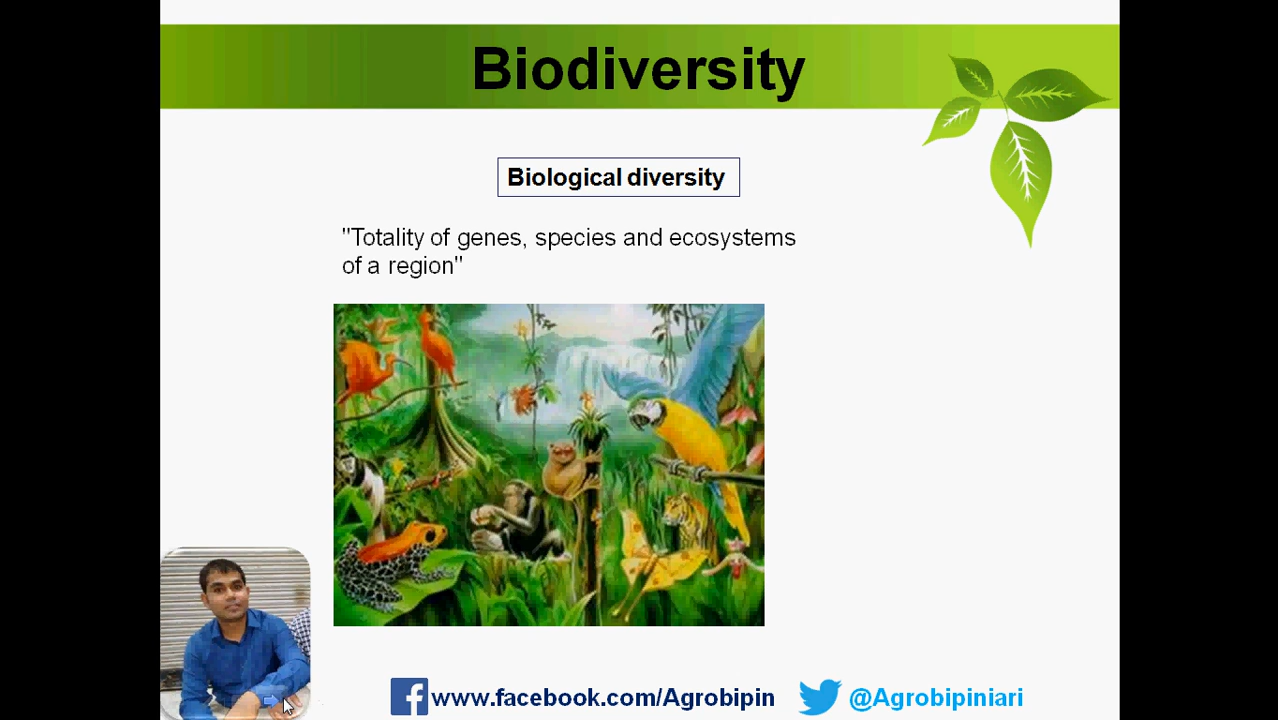 Biodiversity
Biological diversity
"Totality of genes, species and ecosystems
of a region"
www.facebook.com/Agrobipin
@Agrobipiniari